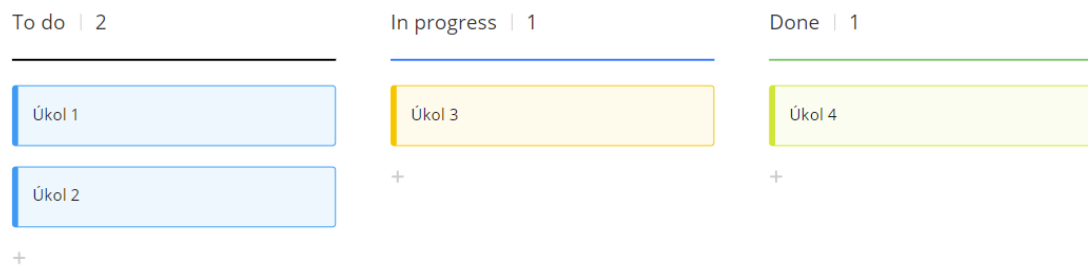 To do | 2
Úkol 1
Úkol 2
+
In progress | 1
Úkol 3
+
Done | 1
Úkol 4
+